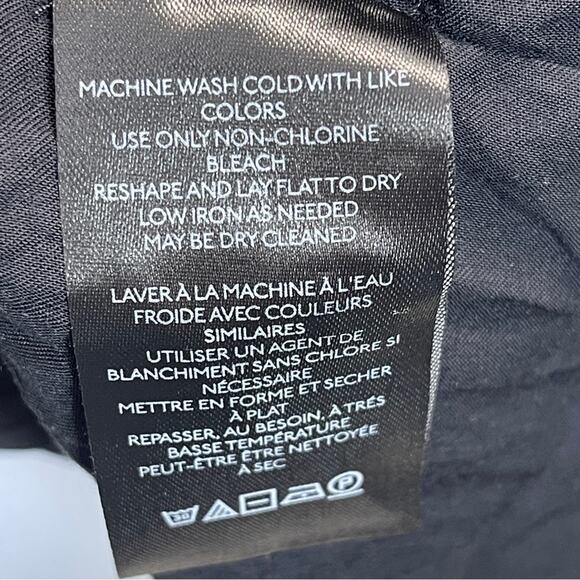 MACHINE WASH COLD WITH LIKE
COLORS
USE ONLY NON-CHLORINE
BLEACH
RESHAPE AND LAY FLAT TO DRY
LOW IRON AS NEEDED
MAY BE DRY CLEANED
LAVER À LA MACHINE À L'EAU
FROIDE AVEC COULEURS
SIMILAIRES
UTILISER UN AGENT DE
BLANCHIMENT SANS CHLORE SI
NÉCESSAIRE
METTRE EN FORME ET SECHER
À PLAT
REPASSER, AU BESOIN, À TRÉS
BASSE TEMPÉRATURE
PEUT-ÊTRE ÊTRE NETTOYÉE
À SEC
30 P